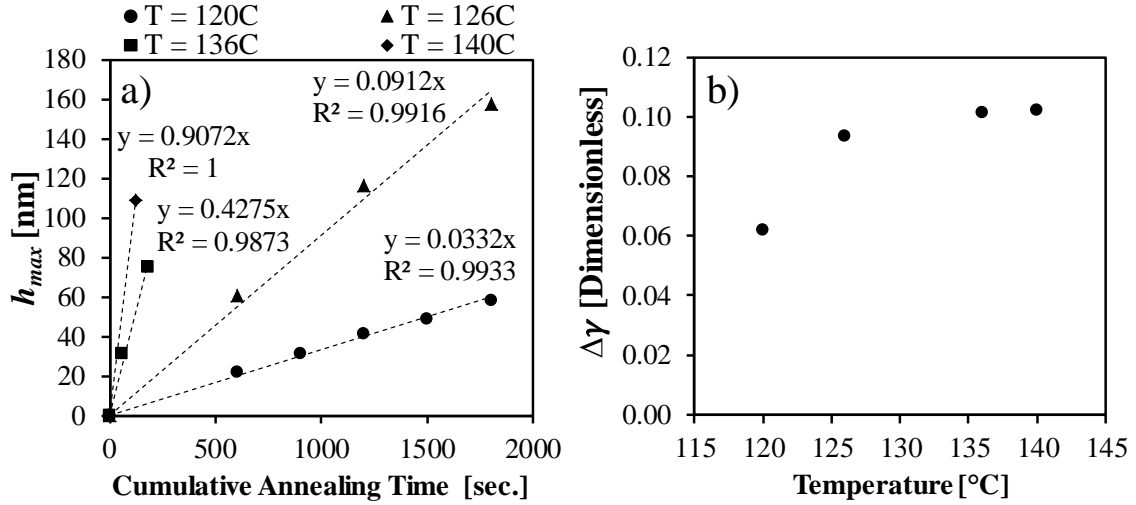 T = 120C
T = 126C
T = 136C
T = 140C
180
160
140
120
100
80
60
40
20
0
a)
y = 0.0912x
R² = 0.9916
y = 0.9072x
R² = 1
y = 0.4275x
R² = 0.9873
y = 0.0332x
R² = 0.9933
h_max [nm]
0 500 1000 1500 2000
Cumulative Annealing Time [sec.]
b)
0.12
0.10
0.08
0.06
0.04
0.02
0.00
Δγ [Dimensionless]
115 120 125 130 135 140 145
Temperature [°C]